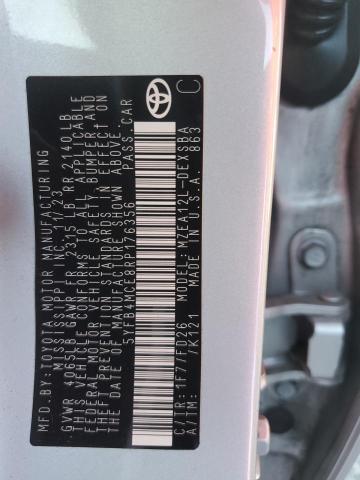 MFD.BY:TOYOTA MOTOR MANUFACTURING
MISSISSIPPI, INC. 11/23
GVWR 4045LB GAWR FR 2315LB RR 2140LB
THIS VEHICLE CONFORMS TO ALL APPLICABLE
FEDERAL MOTOR VEHICLE SAFETY, BUMPER, AND
THEFT PREVENTION STANDARDS IN EFFECT ON
THE DATE OF MANUFACTURE SHOWN ABOVE.
5YFB4MCE8RP176356 PASS.CAR
C/TR:1F7/FD26 MODEL:MZEA12L-DEXSBA
A/TM: /K121 MADE IN U.S.A. 863
TOYOTA
C